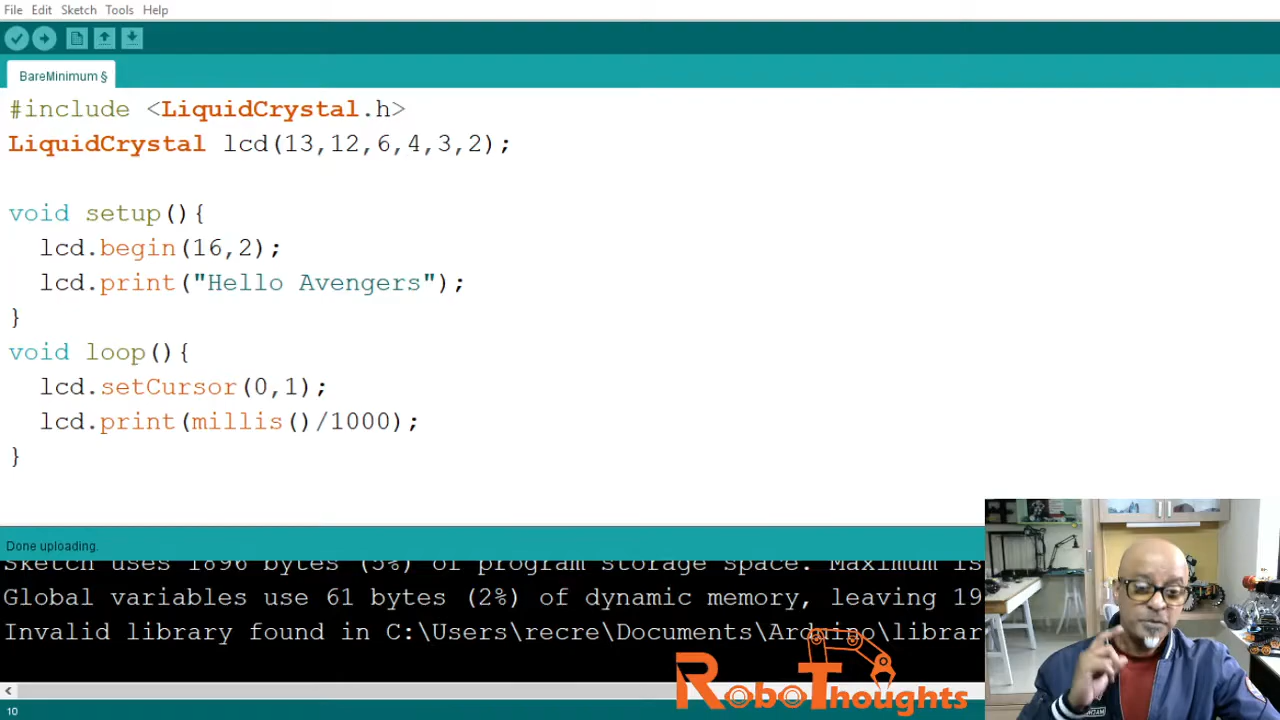 File Edit Sketch Tools Help
BareMinimum §
#include <LiquidCrystal.h>
LiquidCrystal lcd(13,12,6,4,3,2);
void setup(){
lcd.begin(16,2);
lcd.print("Hello Avengers");
}
void loop(){
lcd.setCursor(0,1);
lcd.print(millis()/1000);
}
Done uploading.
Sketch uses 1896 bytes (5%) of program storage space. Maximum is
Global variables use 61 bytes (2%) of dynamic memory, leaving 19
Invalid library found in C:\Users\recre\Documents\Arduino\librar
RoboThoughts
10